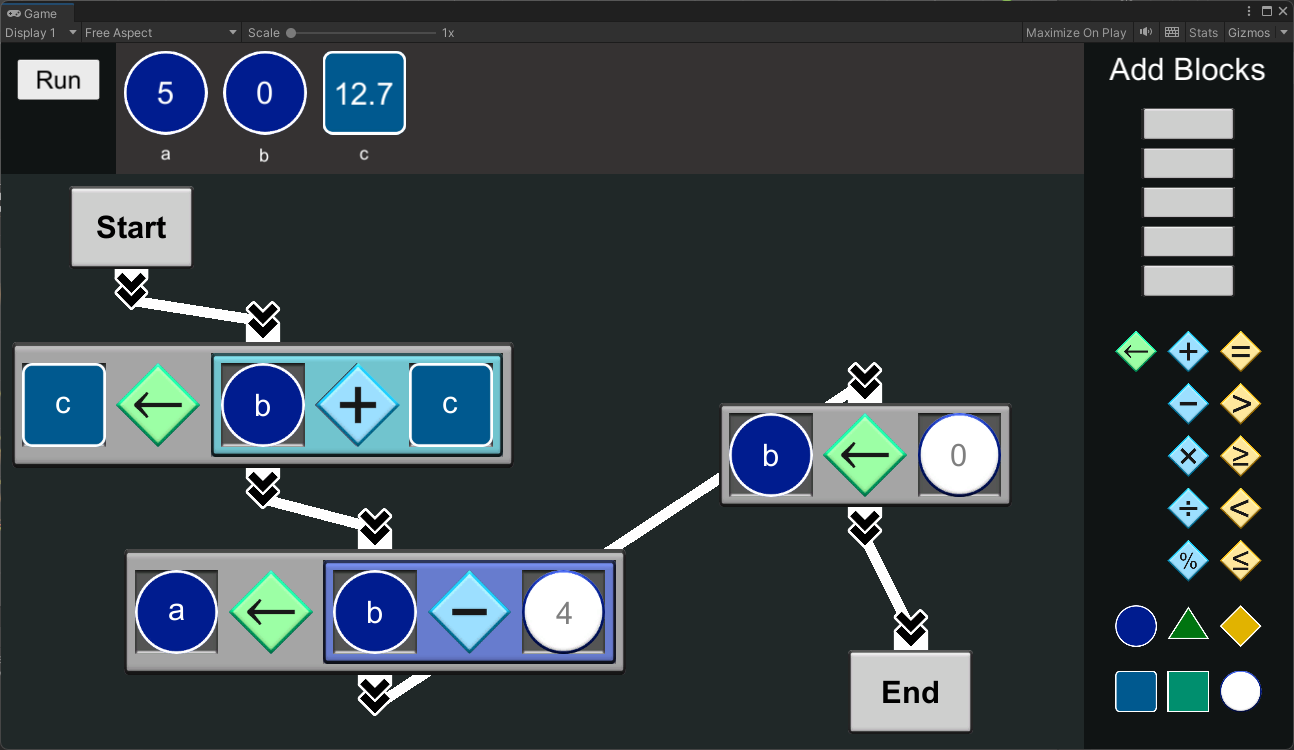 Game
Display 1 Free Aspect Scale 1x Maximize On Play Stats Gizmos
Run
5 0 12.7
a b c
Add Blocks
Start
c ← b + c
a ← b − 4
b ← 0
End
← + =
− >
× ≥
÷ <
% ≤